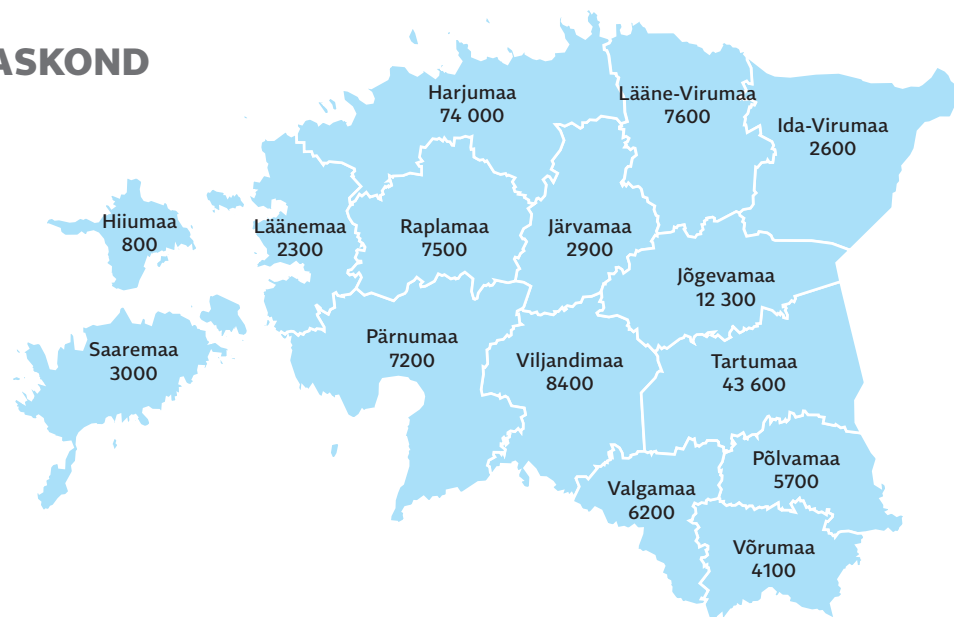 ASKOND
Harjumaa
74 000
Lääne-Virumaa
7600
Ida-Virumaa
2600
Hiiumaa
800
Läänemaa
2300
Raplamaa
7500
Järvamaa
2900
Jõgevamaa
12 300
Saaremaa
3000
Pärnumaa
7200
Viljandimaa
8400
Tartumaa
43 600
Põlvamaa
5700
Valgamaa
6200
Võrumaa
4100